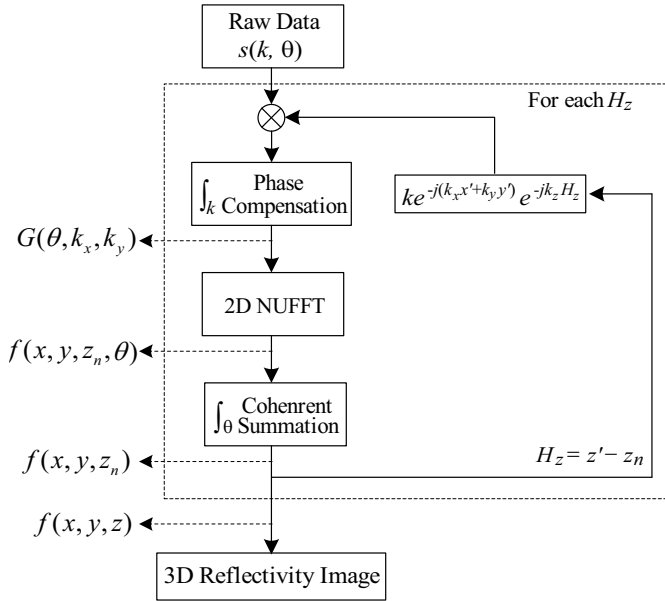 Raw Data
s(k, θ)
For each H_z
⊗
∫_k Phase Compensation
ke^{-j(k_x x'+k_y y')} e^{-jk_z H_z}
G(θ, k_x, k_y)
2D NUFFT
f(x, y, z_n, θ)
∫_θ Cohenrent Summation
f(x, y, z_n)
H_z = z' − z_n
f(x, y, z)
3D Reflectivity Image